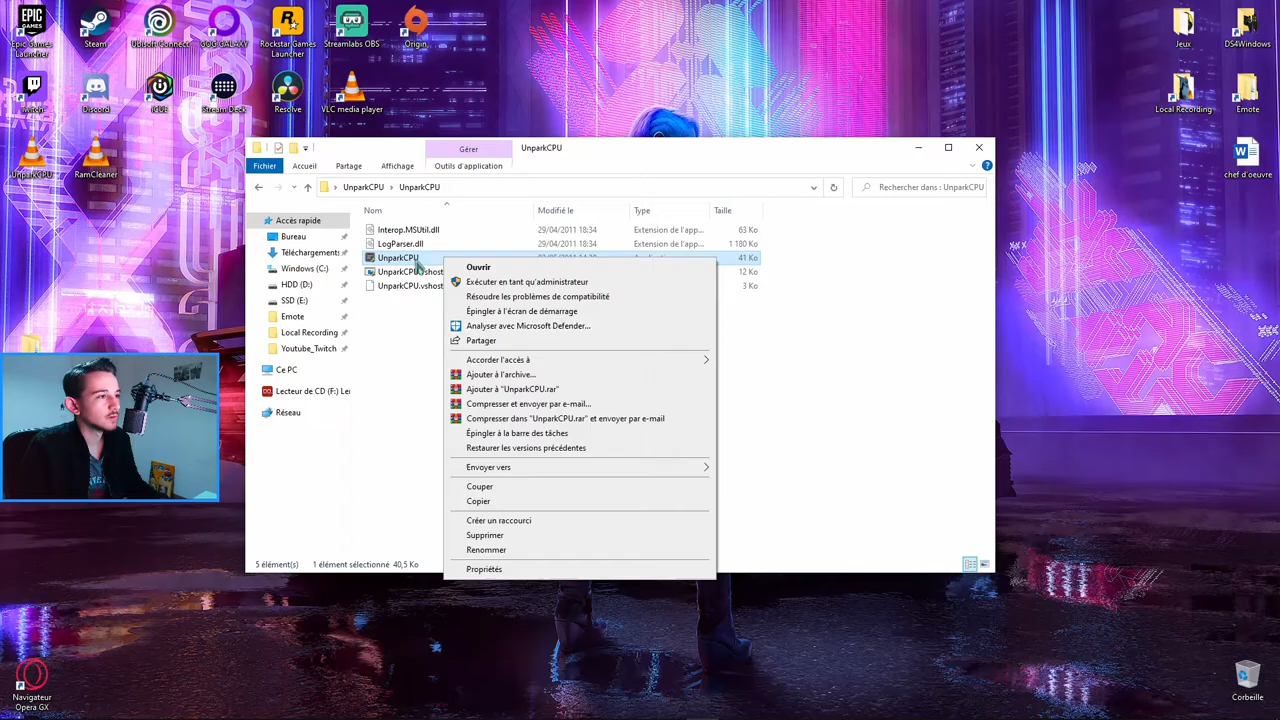 EPIC
GAMES
Epic Games
Launcher
Steam
Ubisoft Connect
GOG GALAXY
Rockstar Games
Launcher
Streamlabs OBS
Origin
Jeux
DS4Windows
Twitch
Discord
iCUE
Stream Deck
Resolve
VLC media player
Local Recording
Emote
UnparkCPU
RamCleaner
chef d'oeuvre
Gérer
UnparkCPU
Fichier
Accueil
Partage
Affichage
Outils d'application
UnparkCPU
UnparkCPU
Rechercher dans : UnparkCPU
Nom
Modifié le
Type
Taille
Accès rapide
Bureau
Téléchargements
Windows (C:)
HDD (D:)
SSD (E:)
Emote
Local Recording
Youtube_Twitch
Ce PC
Lecteur de CD (F:)
Réseau
Interop.MSUtil.dll 29/04/2011 18:34 Extension de l'app... 63 Ko
LogParser.dll 29/04/2011 18:34 Extension de l'app... 1 180 Ko
UnparkCPU 41 Ko
UnparkCPU.vshost 12 Ko
UnparkCPU.vshost 3 Ko
Ouvrir
Exécuter en tant qu'administrateur
Résoudre les problèmes de compatibilité
Épingler à l'écran de démarrage
Analyser avec Microsoft Defender...
Partager
Accorder l'accès à
Ajouter à l'archive...
Ajouter à "UnparkCPU.rar"
Compresser et envoyer par e-mail...
Compresser dans "UnparkCPU.rar" et envoyer par e-mail
Épingler à la barre des tâches
Restaurer les versions précédentes
Envoyer vers
Couper
Copier
Créer un raccourci
Supprimer
Renommer
Propriétés
5 élément(s)
1 élément sélectionné 40,5 Ko
Navigateur
Opera GX
Corbeille